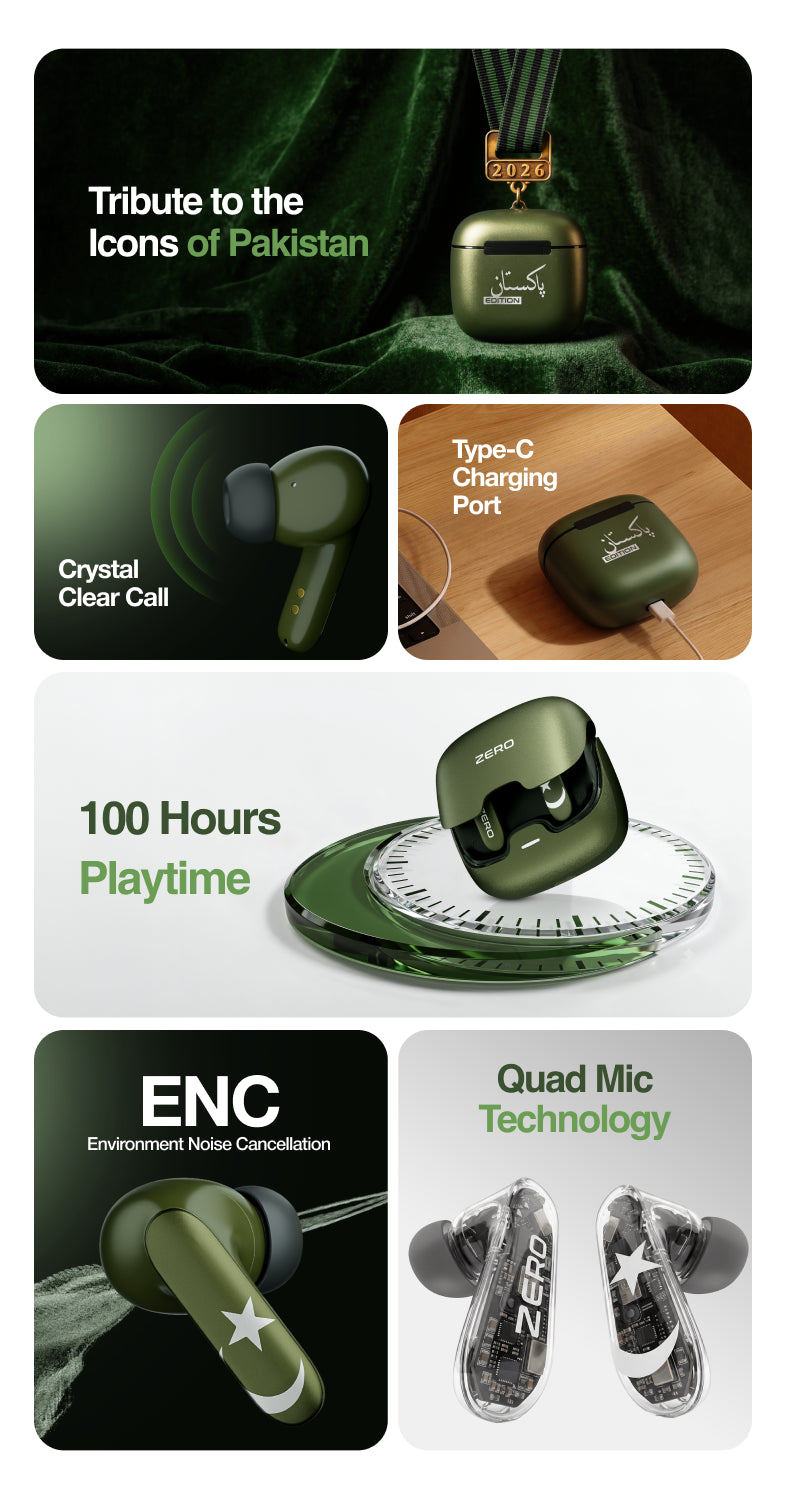 2026
Tribute to the
Icons of Pakistan
پاکستان
EDITION
Type-C
Charging
Port
پاکستان
EDITION
shift
Crystal
Clear Call
ZERO
ZERO
100 Hours
Playtime
ENC
Environment Noise Cancellation
Quad Mic
Technology
ZERO